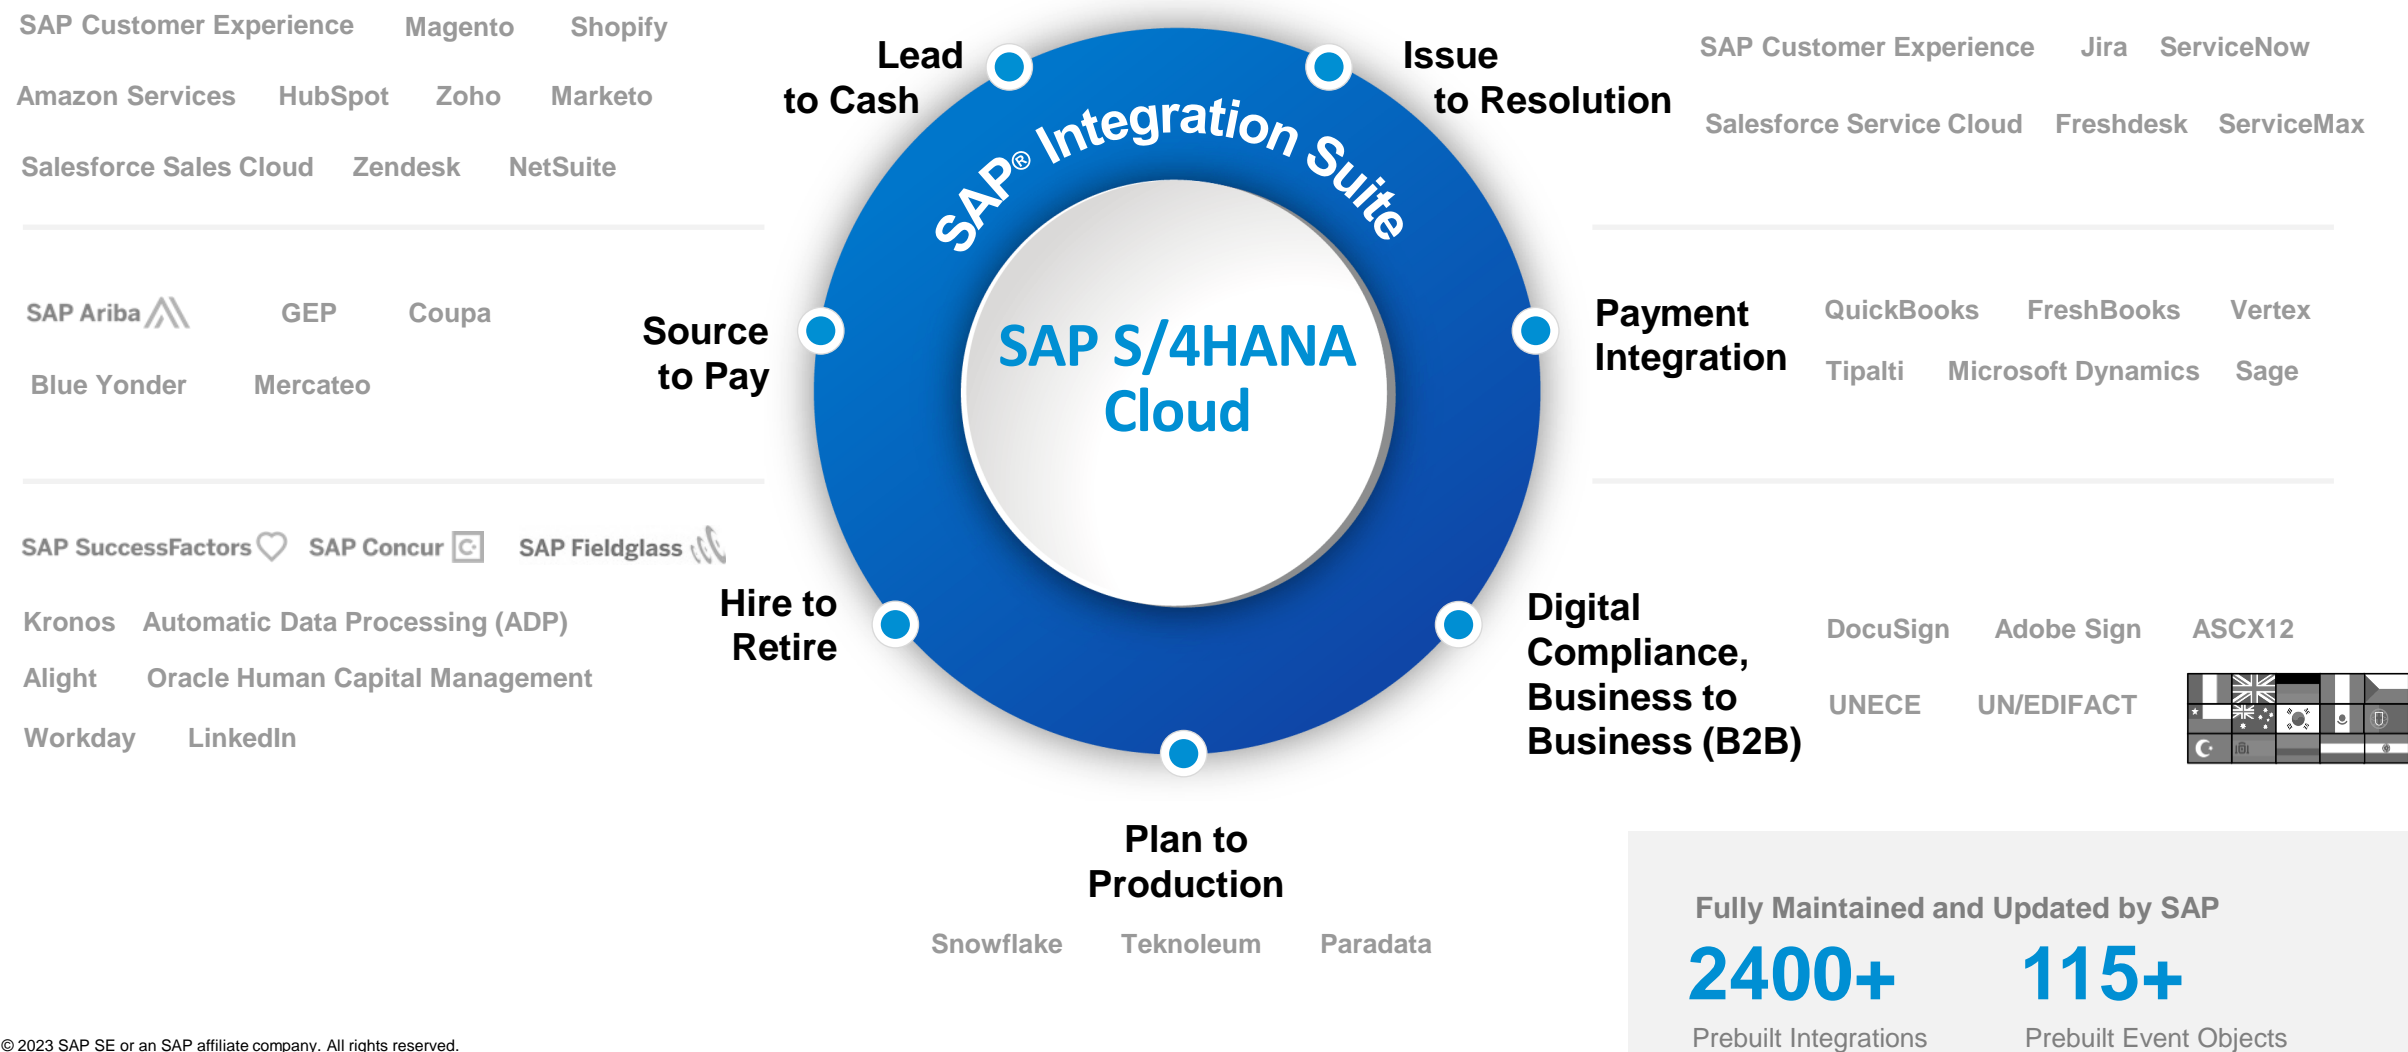 SAP Customer Experience Magento Shopify
Amazon Services HubSpot Zoho Marketo
Salesforce Sales Cloud Zendesk NetSuite
Lead
to Cash
Issue
to Resolution
SAP Customer Experience Jira ServiceNow
Salesforce Service Cloud Freshdesk ServiceMax
SAP® Integration Suite
SAP S/4HANA
Cloud
SAP Ariba GEP Coupa
Blue Yonder Mercateo
Source
to Pay
Payment
Integration
QuickBooks FreshBooks Vertex
Tipalti Microsoft Dynamics Sage
SAP SuccessFactors SAP Concur C SAP Fieldglass
Kronos Automatic Data Processing (ADP)
Alight Oracle Human Capital Management
Workday LinkedIn
Hire to
Retire
Digital
Compliance,
Business to
Business (B2B)
DocuSign Adobe Sign ASCX12
UNECE UN/EDIFACT
Plan to
Production
Snowflake Teknoleum Paradata
Fully Maintained and Updated by SAP
2400+ 115+
Prebuilt Integrations Prebuilt Event Objects
© 2023 SAP SE or an SAP affiliate company. All rights reserved.